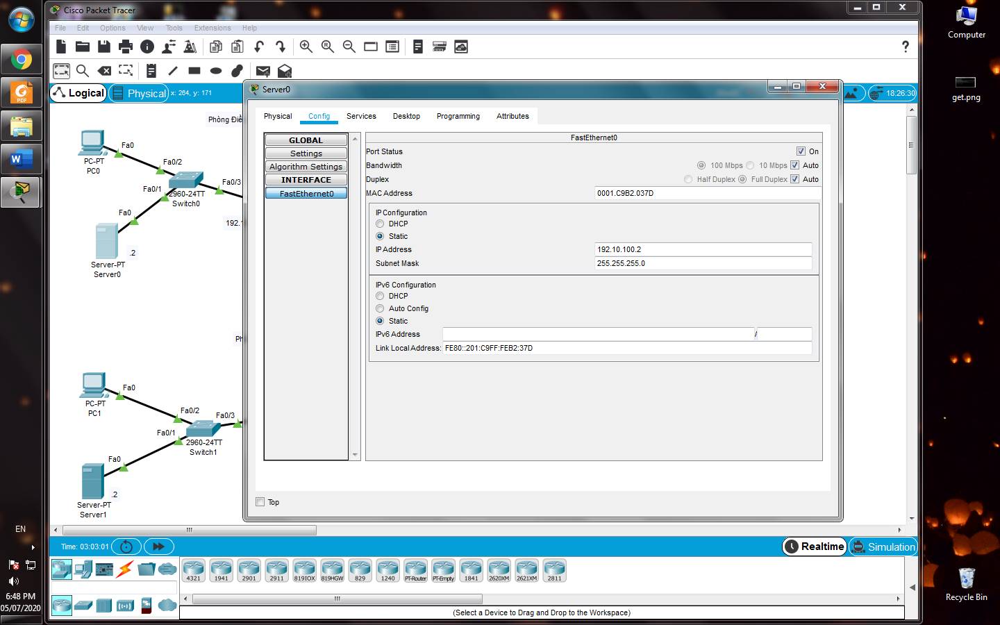 Cisco Packet Tracer
File Edit Options View Tools Extensions Help
Logical Physical x: 264, y: 171
18:26:30
Phòng Điề
Fa0
PC-PT
PC0
Fa0/2
Fa0/1
Fa0/3
2960-24TT
Switch0
Fa0
192.1
.2
Server-PT
Server0
Ph
Fa0
PC-PT
PC1
Fa0/2
Fa0/3
Fa0/1
2960-24TT
Switch1
Fa0
.2
Server-PT
Server1
Server0
Physical Config Services Desktop Programming Attributes
GLOBAL
Settings
Algorithm Settings
INTERFACE
FastEthernet0
FastEthernet0
Port Status On
Bandwidth 100 Mbps 10 Mbps Auto
Duplex Half Duplex Full Duplex Auto
MAC Address 0001.C9B2.037D
IP Configuration
DHCP
Static
IP Address 192.10.100.2
Subnet Mask 255.255.255.0
IPv6 Configuration
DHCP
Auto Config
Static
IPv6 Address /
Link Local Address: FE80::201:C9FF:FEB2:37D
Top
Time: 03:03:01
Realtime Simulation
4321 1941 2901 2911 819IOX 819HGW 829 1240 PT-Router PT-Empty 1841 2620XM 2621XM 2811
(Select a Device to Drag and Drop to the Workspace)
PDF
W
EN
6:48 PM
05/07/2020
Computer
get.png
Recycle Bin